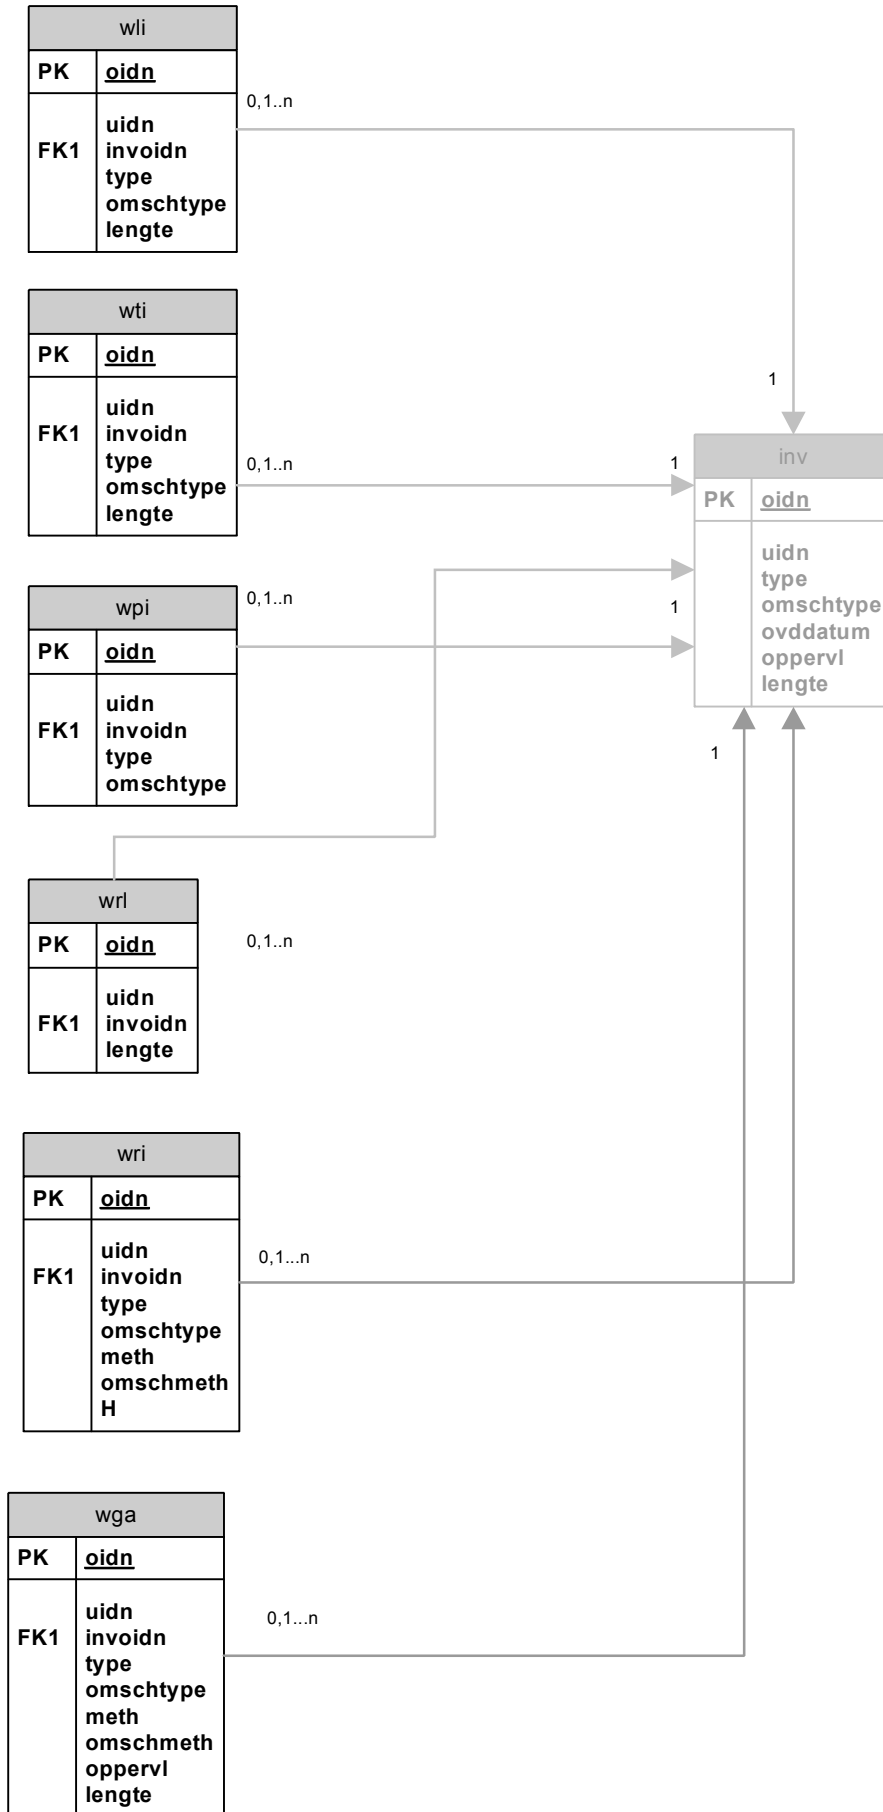 wli
PK oidn
0,1..n
uidn
FK1 invoidn
type
omschtype
lengte
wti
PK oidn
uidn
FK1 invoidn
type
omschtype
lengte
0,1..n
1
1
inv
PK oidn
uidn
type
omschtype
ovddatum
oppervl
lengte
wpi
PK oidn
0,1..n
1
uidn
FK1 invoidn
type
omschtype
1
wrl
PK oidn
0,1..n
uidn
FK1 invoidn
lengte
wri
PK oidn
uidn
FK1 invoidn
type
omschtype
meth
omschmeth
H
0,1...n
wga
PK oidn
uidn
FK1 invoidn
type
omschtype
meth
omschmeth
oppervl
lengte
0,1...n